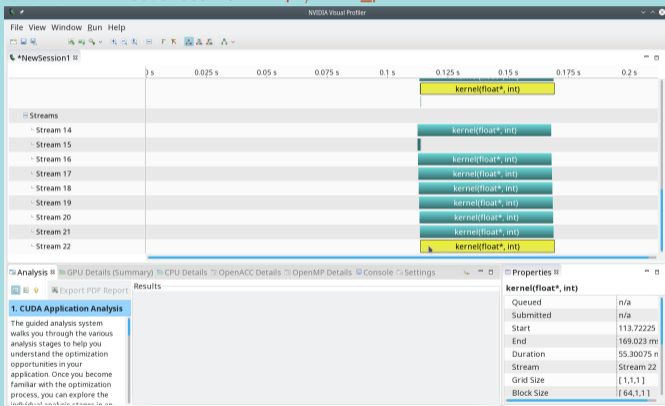 NVIDIA Visual Profiler
File View Window Run Help
*NewSession1
0 s 0.025 s 0.05 s 0.075 s 0.1 s 0.125 s 0.15 s 0.175 s 0.2 s
kernel(float*, int)
Streams
Stream 14 kernel(float*, int)
Stream 15
Stream 16 kernel(float*, int)
Stream 17 kernel(float*, int)
Stream 18 kernel(float*, int)
Stream 19 kernel(float*, int)
Stream 20 kernel(float*, int)
Stream 21 kernel(float*, int)
Stream 22 kernel(float*, int)
Analysis GPU Details (Summary) CPU Details OpenACC Details OpenMP Details Console Settings
Properties
Export PDF Report
Results
1. CUDA Application Analysis
The guided analysis system
walks you through the various
analysis stages to help you
understand the optimization
opportunities in your
application. Once you become
familiar with the optimization
process, you can explore the
individual analysis stages in an
kernel(float*, int)
Queued n/a
Submitted n/a
Start 113.72225
End 169.023 ms
Duration 55.30075 n
Stream Stream 22
Grid Size [ 1,1,1 ]
Block Size [ 64,1,1 ]